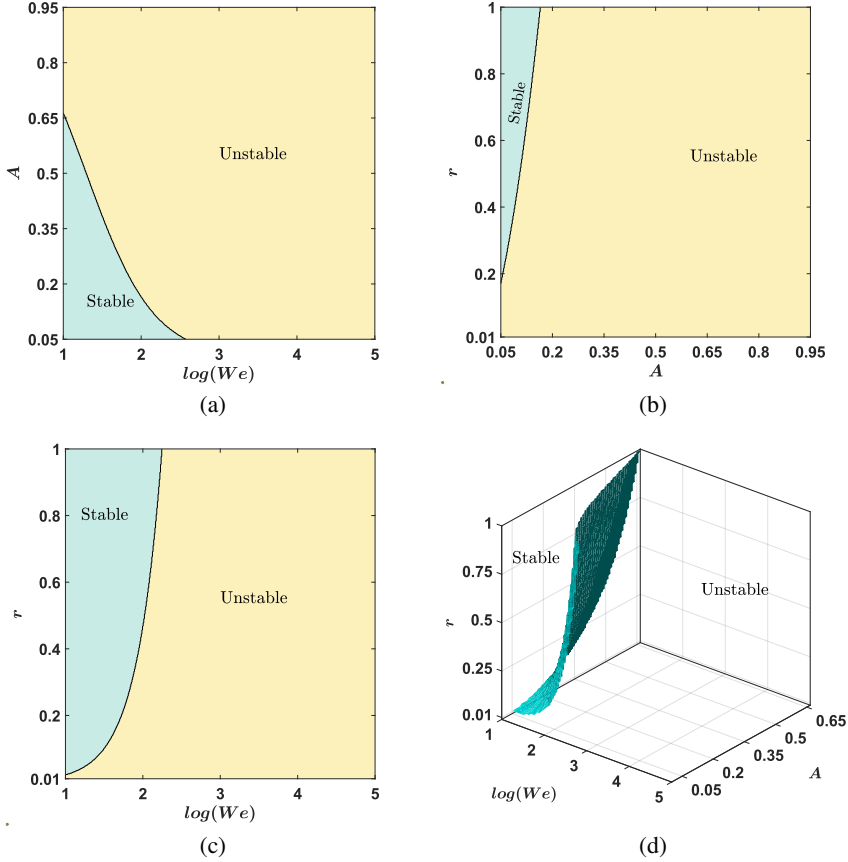 0.95
0.8
0.65
0.5
0.35
0.2
0.05
A
Unstable
Stable
1 2 3 4 5
log(We)
(a)
1
0.8
0.6
0.4
0.2
0.01
r
Stable
Unstable
0.05 0.2 0.35 0.5 0.65 0.8 0.95
A
(b)
1
0.8
0.6
0.4
0.2
0.01
r
Stable
Unstable
1 2 3 4 5
log(We)
(c)
1
0.75
0.5
0.25
0.01
r
Stable
Unstable
1 2 3 4 5
log(We)
0.05 0.2 0.35 0.5 0.65
A
(d)